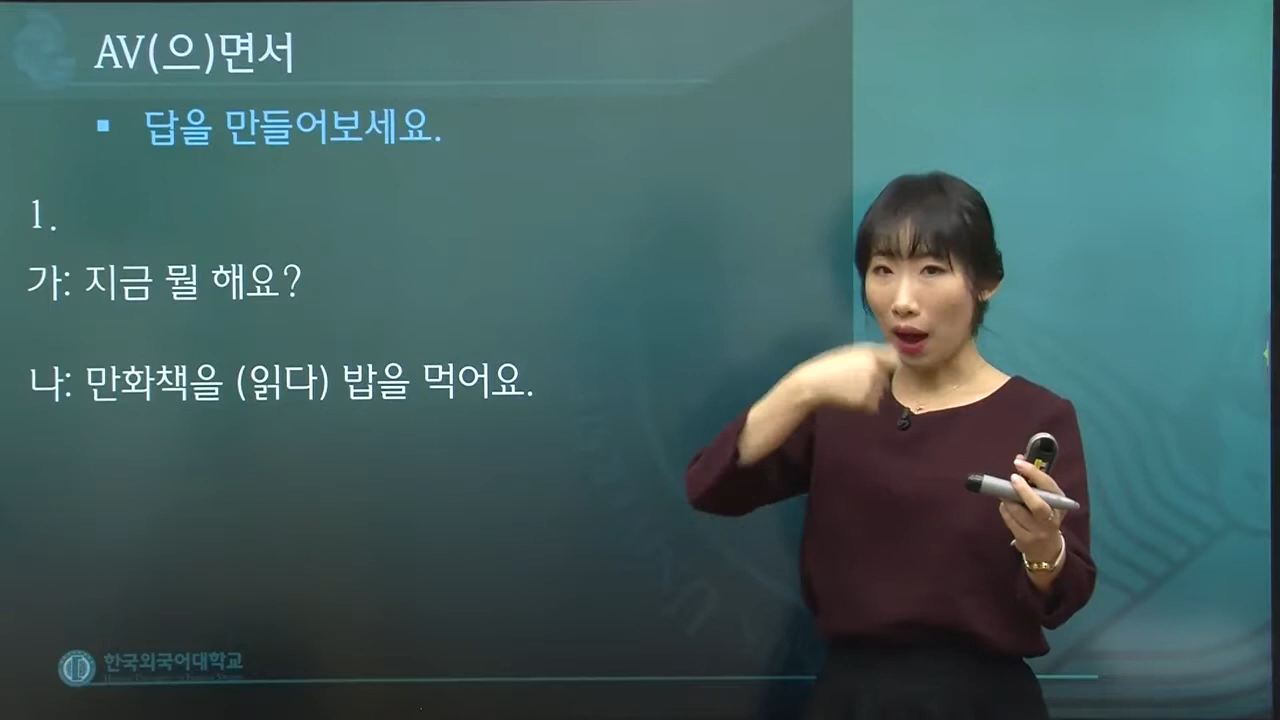 AV(으)면서
▪ 답을 만들어보세요.
1.
가: 지금 뭘 해요?
나: 만화책을 (읽다) 밥을 먹어요.
한국외국어대학교